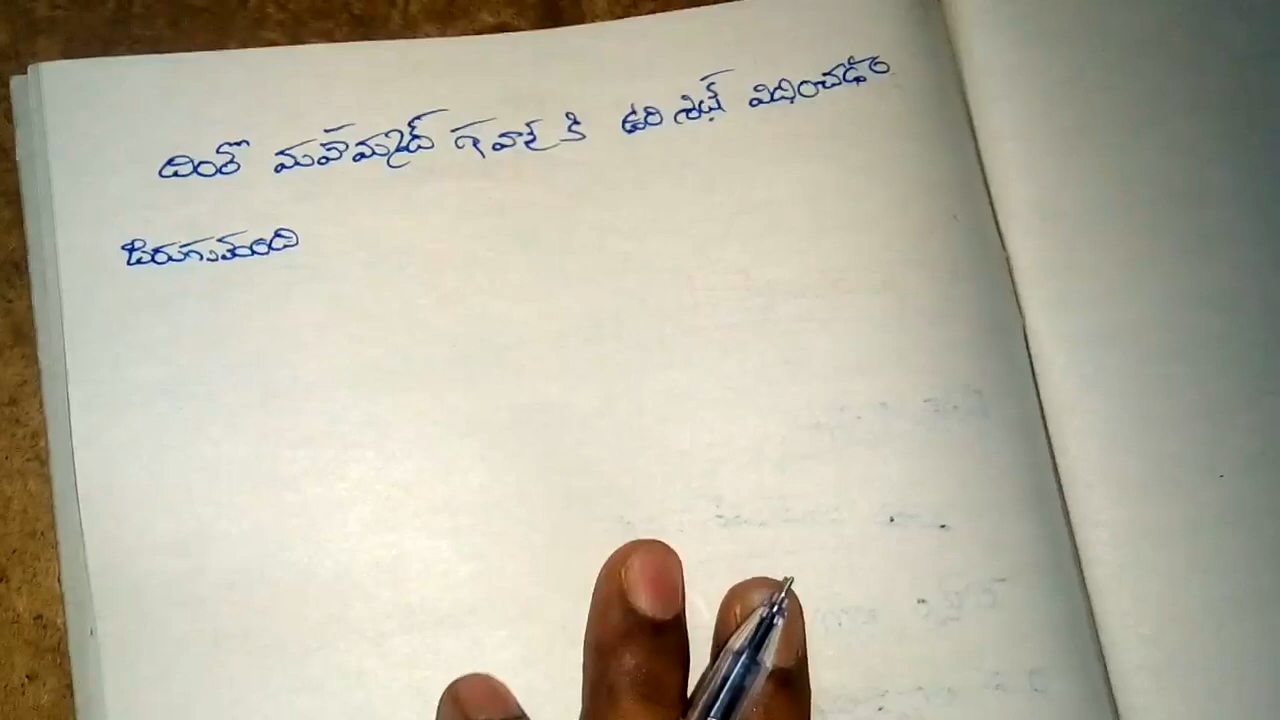 దింతో మహమ్మద్ గవాన్ కి ఉరి శిక్ష విధించడం
జరుగుతుంది